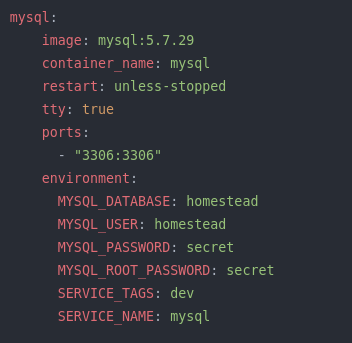 mysql:
    image: mysql:5.7.29
    container_name: mysql
    restart: unless-stopped
    tty: true
    ports:
      - "3306:3306"
    environment:
      MYSQL_DATABASE: homestead
      MYSQL_USER: homestead
      MYSQL_PASSWORD: secret
      MYSQL_ROOT_PASSWORD: secret
      SERVICE_TAGS: dev
      SERVICE_NAME: mysql